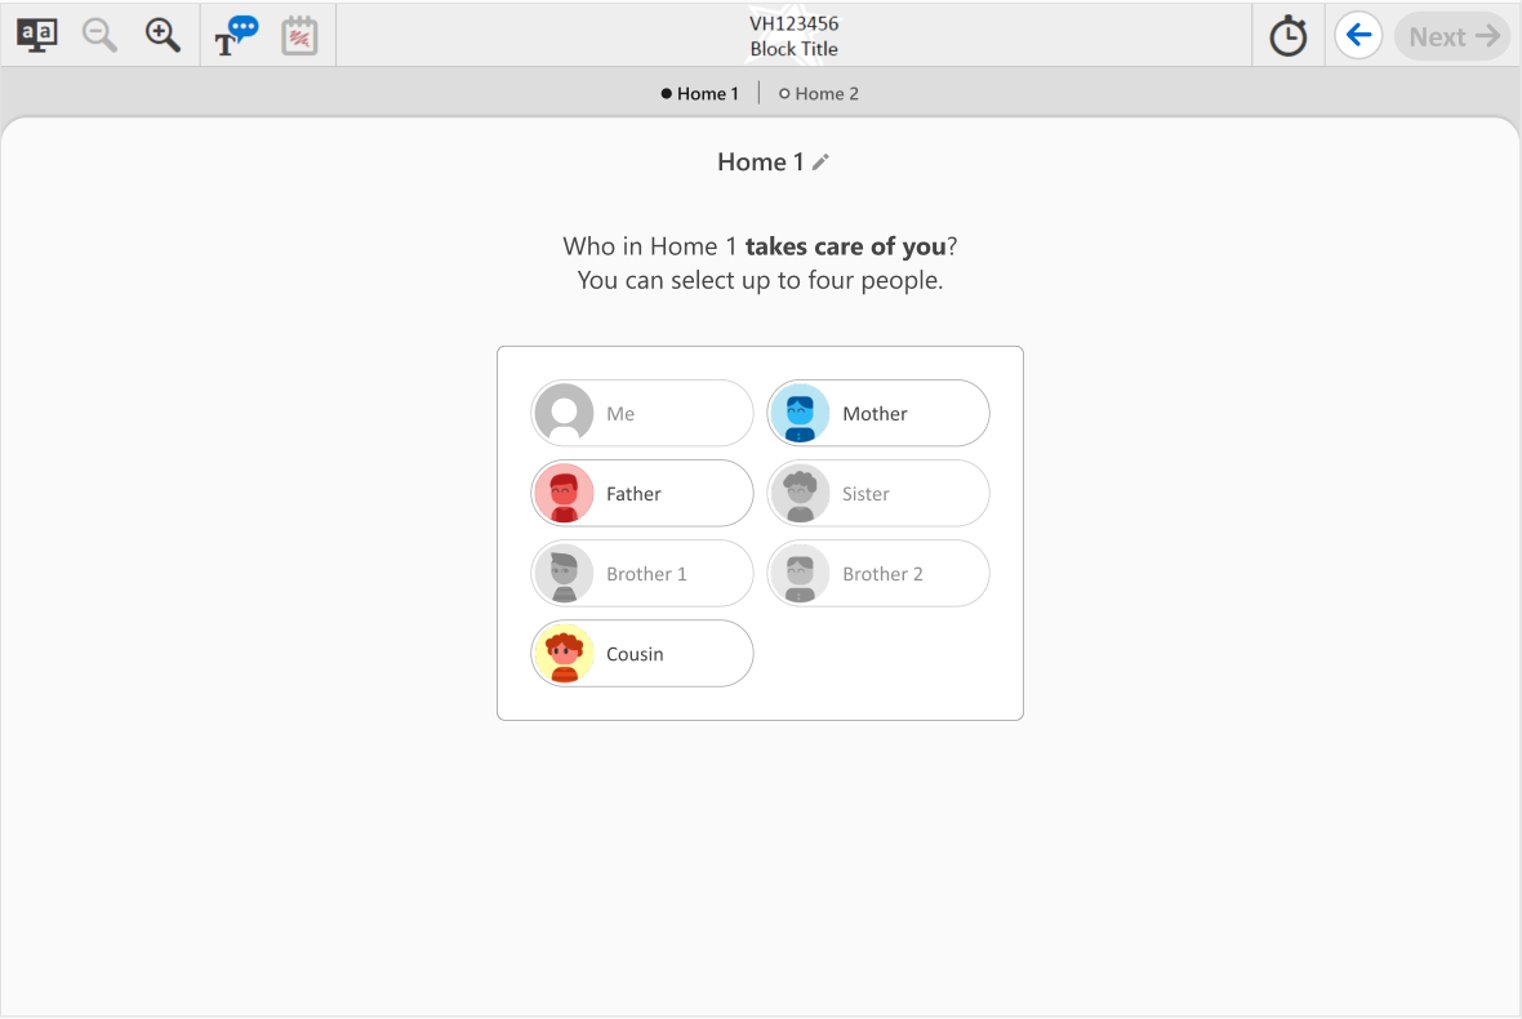 aa
T
VH123456
Block Title
Next
Home 1
Home 2
Home 1
Who in Home 1 takes care of you?
You can select up to four people.
Me
Mother
Father
Sister
Brother 1
Brother 2
Cousin